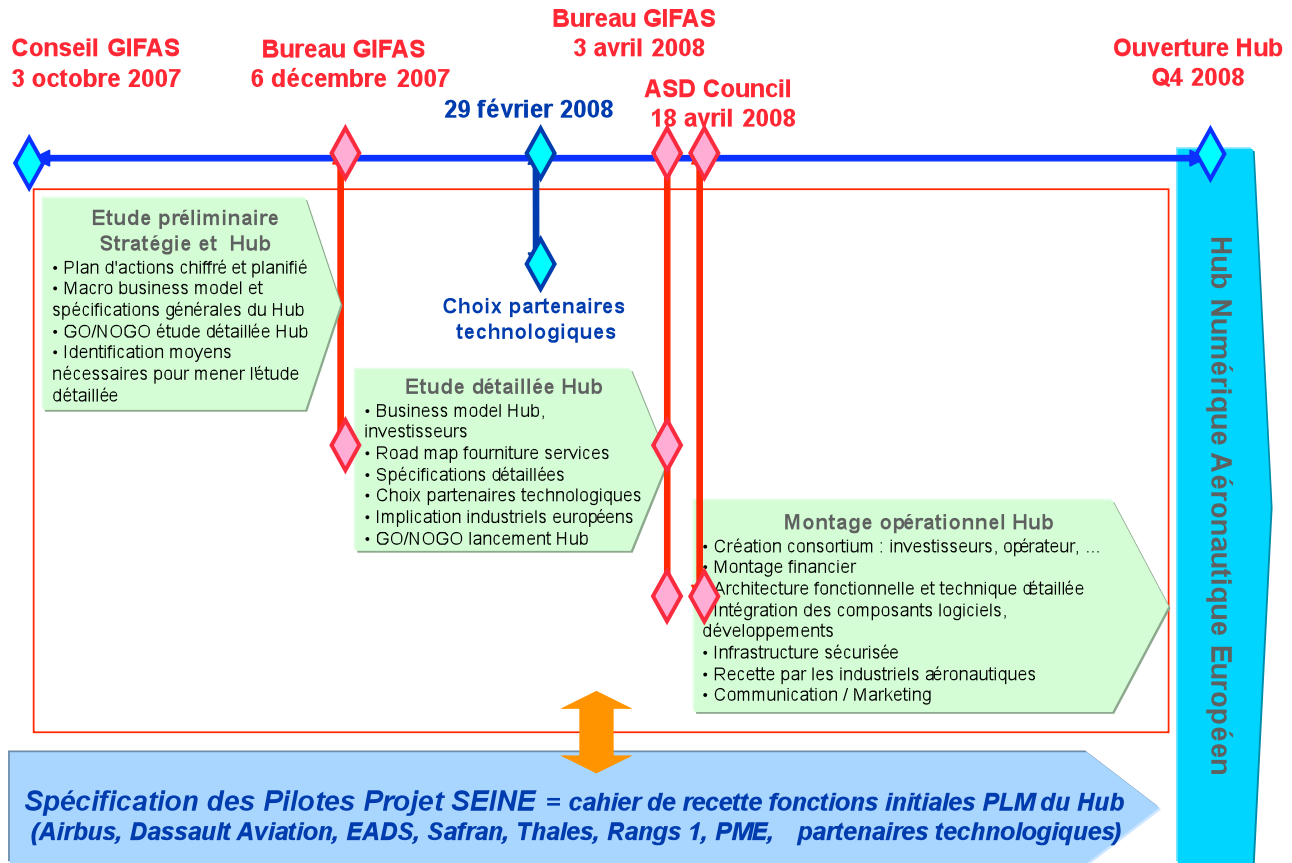 Conseil GIFAS
3 octobre 2007
Bureau GIFAS
6 décembre 2007
29 février 2008
Bureau GIFAS
3 avril 2008
ASD Council
18 avril 2008
Ouverture Hub
Q4 2008
Etude préliminaire
Stratégie et Hub
• Plan d'actions chiffré et planifié
• Macro business model et
spécifications générales du Hub
• GO/NOGO étude détaillée Hub
• Identification moyens
nécessaires pour mener l'étude
détaillée
Choix partenaires
technologiques
Etude détaillée Hub
• Business model Hub,
investisseurs
• Road map fourniture services
• Spécifications détaillées
• Choix partenaires technologiques
• Implication industriels européens
• GO/NOGO lancement Hub
Montage opérationnel Hub
• Création consortium : investisseurs, opérateur, ...
• Montage financier
Architecture fonctionnelle et technique détaillée
Intégration des composants logiciels,
développements
• Infrastructure sécurisée
• Recette par les industriels aéronautiques
• Communication / Marketing
Hub Numérique Aéronautique Européen
Spécification des Pilotes Projet SEINE = cahier de recette fonctions initiales PLM du Hub
(Airbus, Dassault Aviation, EADS, Safran, Thales, Rangs 1, PME, partenaires technologiques)